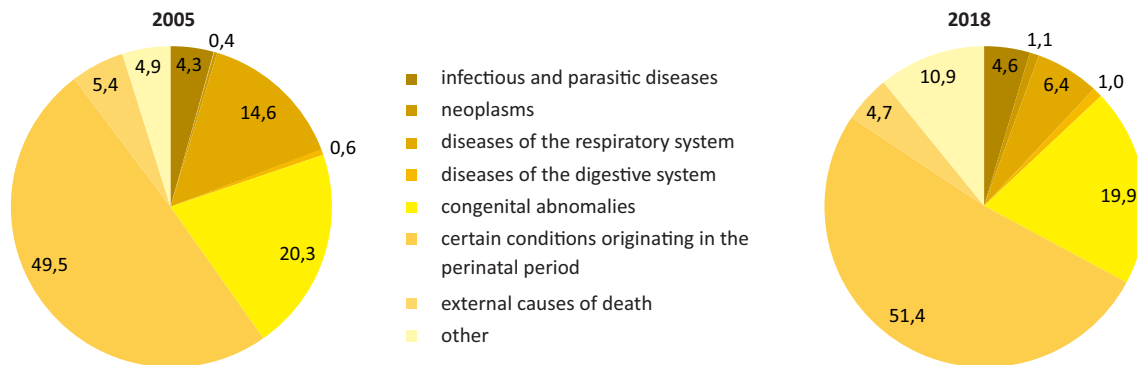 2005
4,3
0,4
14,6
0,6
20,3
49,5
5,4
4,9
infectious and parasitic diseases
neoplasms
diseases of the respiratory system
diseases of the digestive system
congenital abnomalies
certain conditions originating in the
perinatal period
external causes of death
other
2018
4,6
1,1
6,4
1,0
19,9
51,4
4,7
10,9